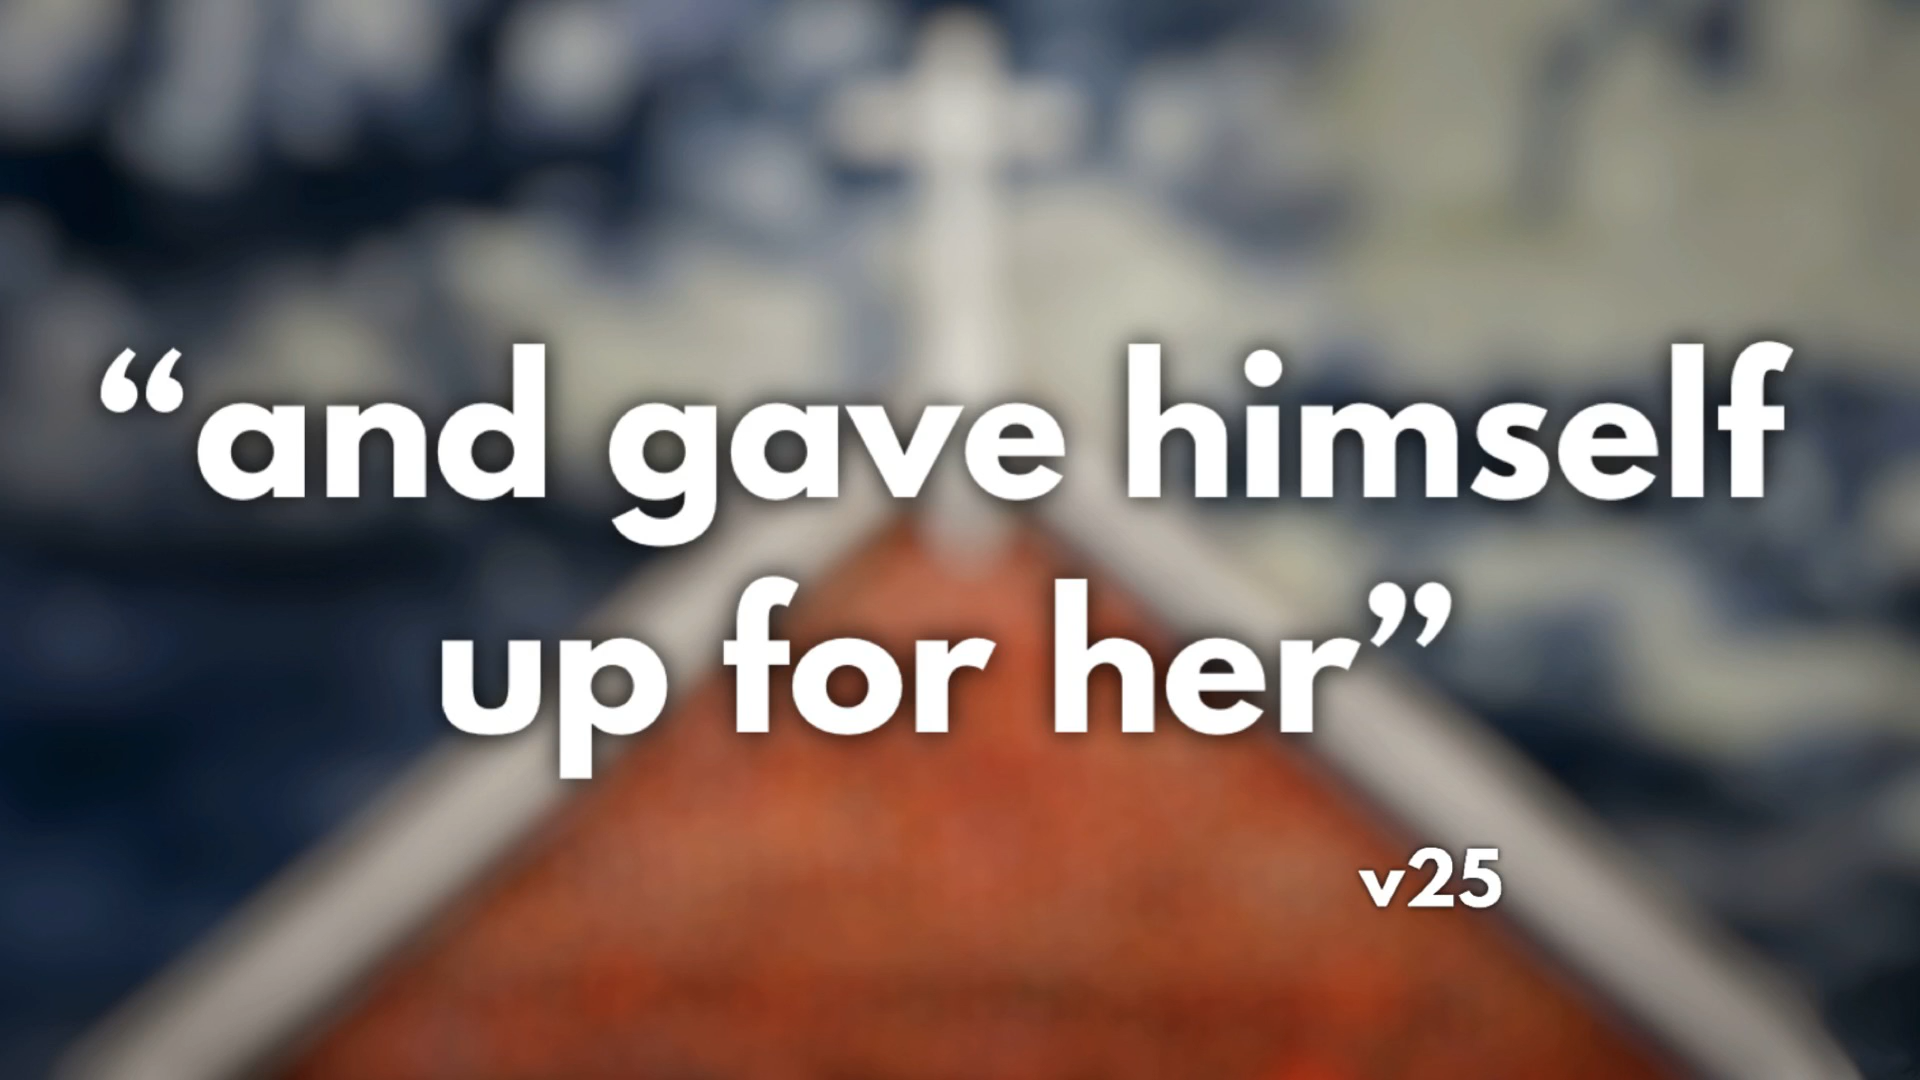 “and gave himself
up for her”
v25